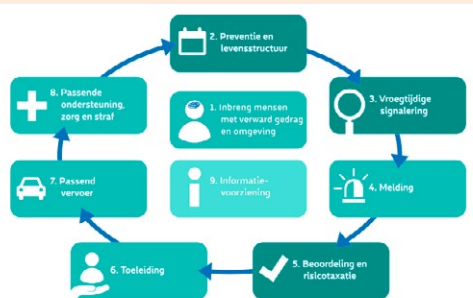 2. Preventie en
levensstructuur
8. Passende
ondersteuning,
zorg en straf
1. Inbreng mensen
met verward gedrag
en omgeving
3. Vroegtijdige
signalering
7. Passend
vervoer
9. Informatie-
voorziening
4. Melding
6. Toeleiding
5. Beoordeling en
risicotaxatie